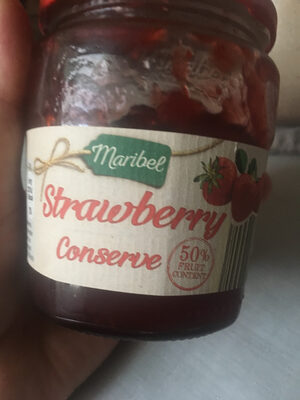 Maribel
Strawberry
Conserve
50%
FRUIT
CONTENT